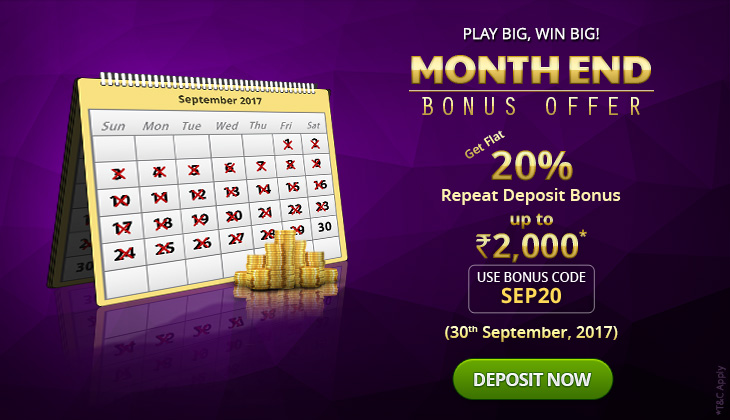 PLAY BIG, WIN BIG!
MONTH END
BONUS OFFER
Get Flat
20%
Repeat Deposit Bonus
up to
₹2,000*
USE BONUS CODE
SEP20
(30th September, 2017)
DEPOSIT NOW
*T&C Apply
September 2017
Sun Mon Tue Wed Thu Fri Sat
1 2
3 4 5 6 7 8 9
10 11 12 13 14 15 16
17 18 19 20 21 22 23
24 25 26 27 28 29 30
30